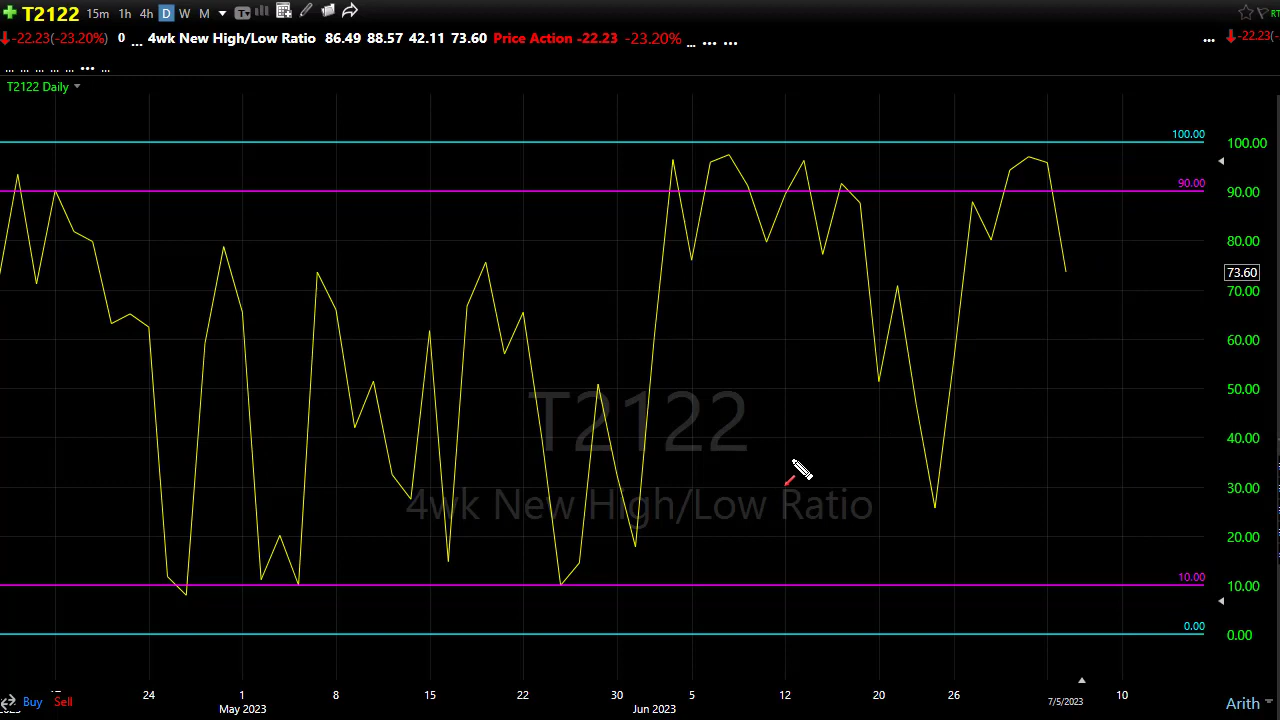 T2122 15m 1h 4h D W M T RT
-22.23(-23.20%) 0 ... 4wk New High/Low Ratio 86.49 88.57 42.11 73.60 Price Action -22.23 -23.20% ... ... ... ... -22.23(-
... ... ... ... ... ... ...
T2122 Daily
100.00 100.00
90.00 90.00
80.00
73.60
70.00
60.00
50.00
T2122
40.00
30.00
4wk New High/Low Ratio
20.00
10.00 10.00
0.00 0.00
24 1 8 15 22 30 5 12 20 26 7/5/2023 10
Buy Sell May 2023 Jun 2023 Arith